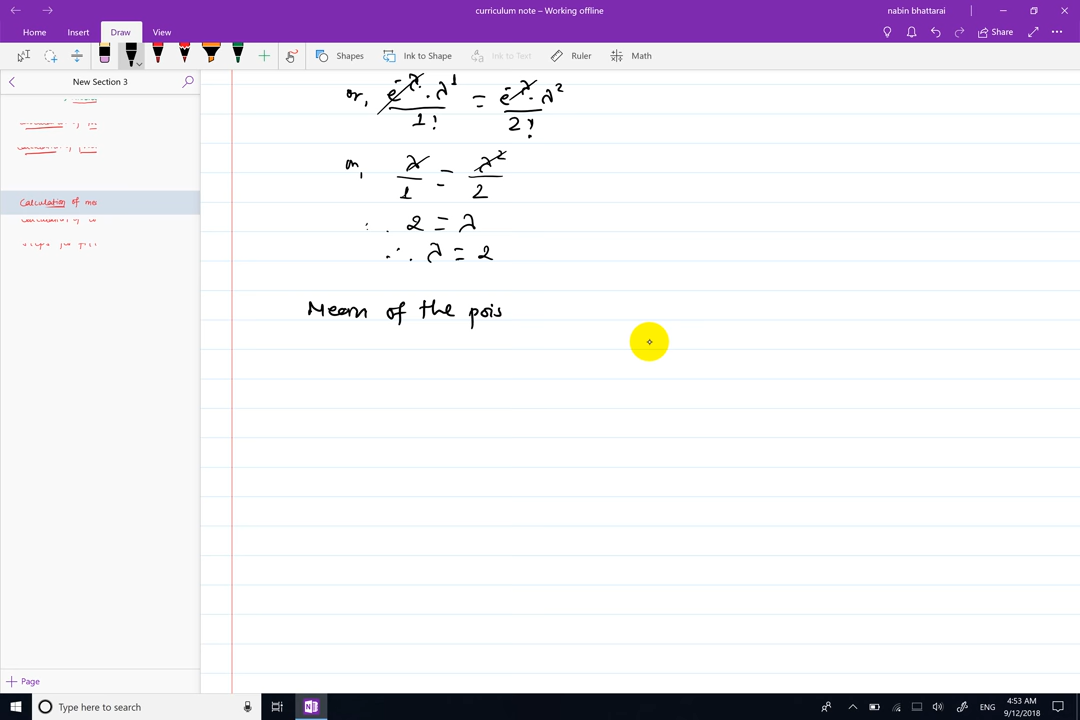 curriculum note – Working offline
nabin bhattarai
Home Insert Draw View
Share
Shapes Ink to Shape Ink to Text Ruler Math
New Section 3
Calculation of me
or, e^-λ · λ^1 / 1! = e^-λ · λ^2 / 2!
or, λ / 1 = λ^2 / 2
∴ 2 = λ
∴ λ = 2
Mean of the pois
+ Page
Type here to search
ENG
4:53 AM
9/12/2018